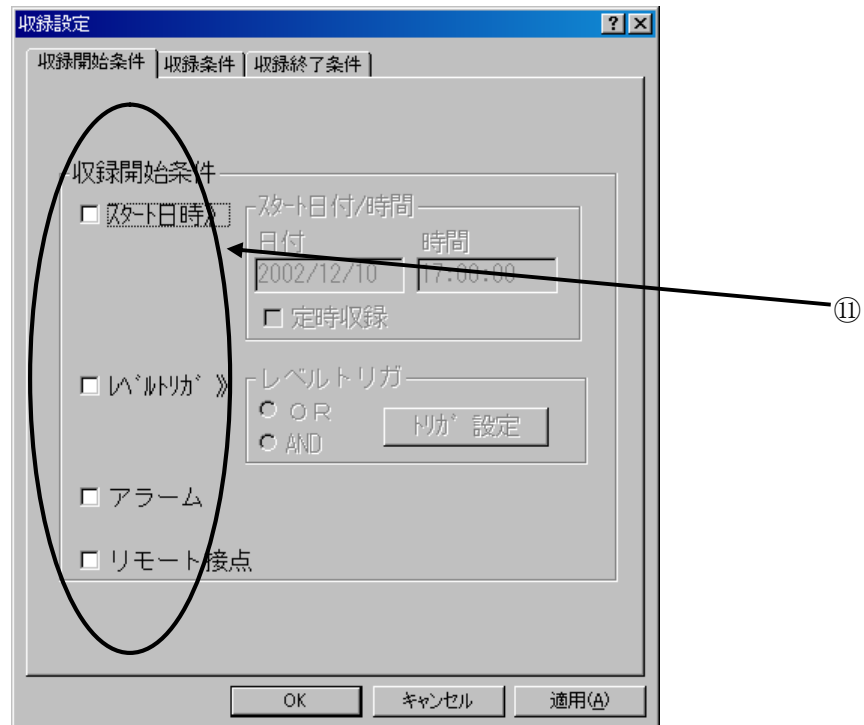 収録設定
収録開始条件 収録条件 収録終了条件
収録開始条件
ｽﾀｰﾄ日時》
ｽﾀｰﾄ日付/時間
日付 時間
2002/12/10 17:00:00
定時収録
ﾚﾍﾞﾙﾄﾘｶﾞ 》
レベルトリガ
ＯＲ
AND
ﾄﾘｶﾞ 設定
アラーム
リモート接点
⑪
OK キャンセル 適用(A)